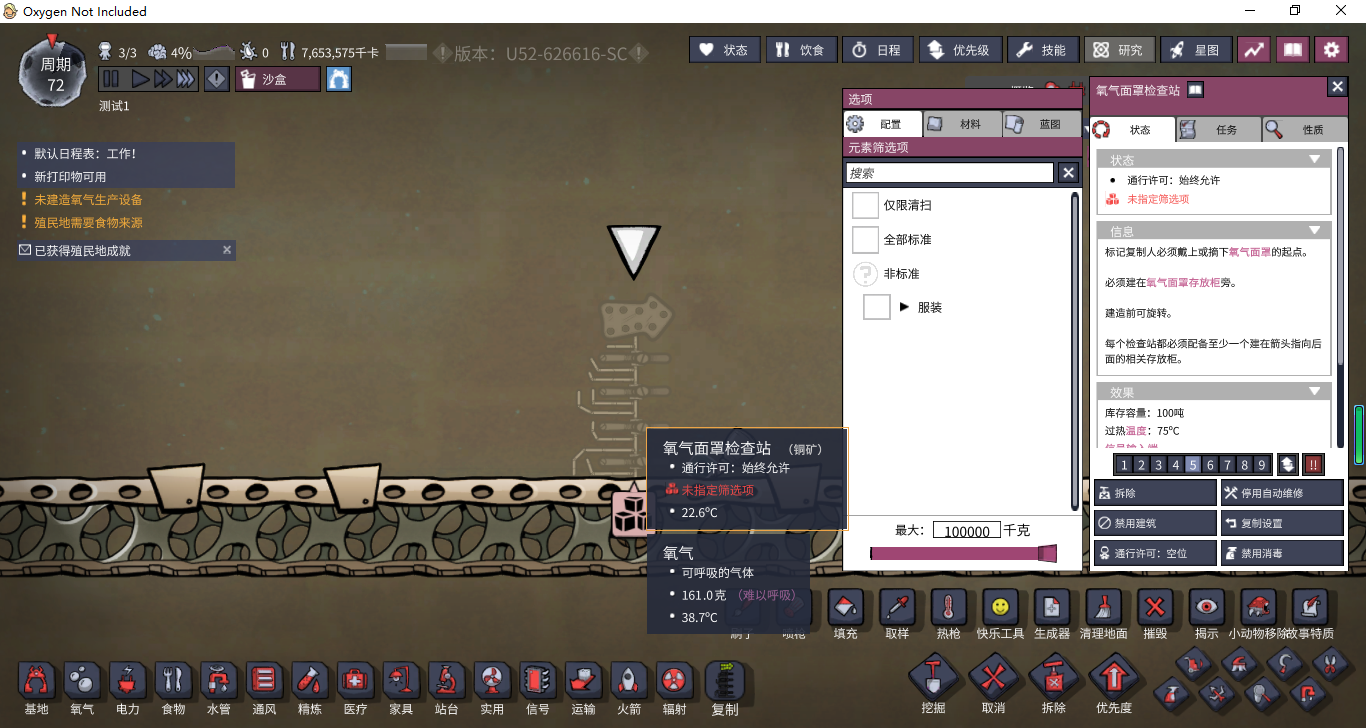 Oxygen Not Included
周期
72
3/3
4%
0
7,653,575千卡
版本：U52-626616-SC
沙盒
测试1
状态
饮食
日程
优先级
技能
研究
星图
默认日程表：工作！
新打印物可用
未建造氧气生产设备
殖民地需要食物来源
已获得殖民地成就
选项
配置
材料
蓝图
元素筛选项
搜索
仅限清扫
全部标准
非标准
服装
最大：
100000
千克
氧气面罩检查站
状态
任务
性质
状态
通行许可：始终允许
未指定筛选项
信息
标记复制人必须戴上或摘下氧气面罩的起点。
必须建在氧气面罩存放柜旁。
建造前可旋转。
每个检查站都必须配备至少一个建在箭头指向后
面的相关存放柜。
效果
库存容量：100吨
过热温度：75ºC
1 2 3 4 5 6 7 8 9 !!
拆除
停用自动维修
禁用建筑
复制设置
通行许可：空位
禁用消毒
氧气面罩检查站 （铜矿）
通行许可：始终允许
未指定筛选项
22.6ºC
氧气
可呼吸的气体
161.0克 （难以呼吸）
38.7ºC
填充
取样
热枪
快乐工具
生成器
清理地面
摧毁
揭示
小动物移除
故事特质
基地
氧气
电力
食物
水管
通风
精炼
医疗
家具
站台
实用
信号
运输
火箭
辐射
复制
挖掘
取消
拆除
优先度